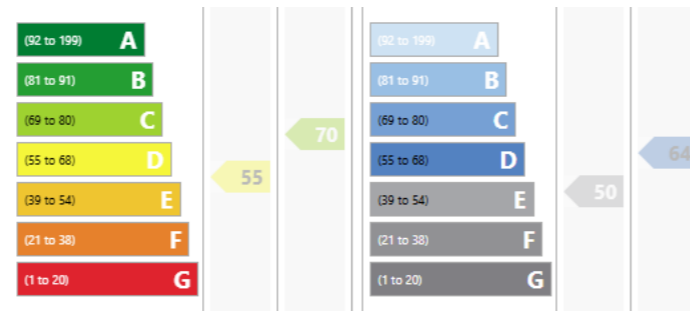 (92 to 199) A
(81 to 91) B
(69 to 80) C
(55 to 68) D
(39 to 54) E
(21 to 38) F
(1 to 20) G
55
70
(92 to 199) A
(81 to 91) B
(69 to 80) C
(55 to 68) D
(39 to 54) E
(21 to 38) F
(1 to 20) G
50
64